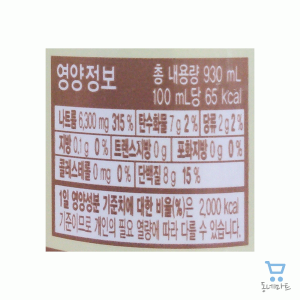 영양정보 총 내용량 930 mL
100 mL당 65 kcal
나트륨 6,300 mg 315 % 탄수화물 7 g 2 % 당류 2 g 2 %
지방 0.1 g 0 % 트랜스지방 0 g 포화지방 0 g 0 %
콜레스테롤 0 mg 0 % 단백질 8 g 15 %
1일 영양성분 기준치에 대한 비율(%)은 2,000 kcal
기준이므로 개인의 필요 열량에 따라 다를 수 있습니다.